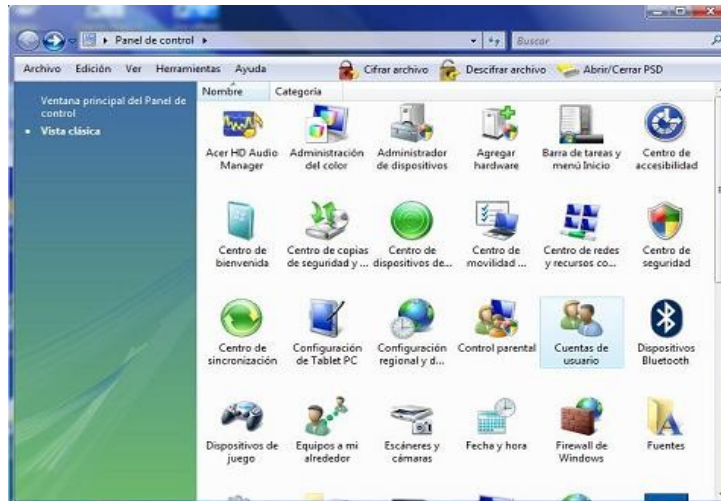 Panel de control
Buscar
Archivo Edición Ver Herramientas Ayuda Cifrar archivo Descifrar archivo Abrir/Cerrar PSD
Ventana principal del Panel de
control
Vista clásica
Nombre Categoría
Acer HD Audio
Manager
Administración
del color
Administrador
de dispositivos
Agregar
hardware
Barra de tareas y
menú Inicio
Centro de
accesibilidad
Centro de
bienvenida
Centro de copias
de seguridad y ...
Centro de
dispositivos de...
Centro de
movilidad ...
Centro de redes
y recursos co...
Centro de
seguridad
Centro de
sincronización
Configuración
de Tablet PC
Configuración
regional y d...
Control parental
Cuentas de
usuario
Dispositivos
Bluetooth
Dispositivos de
juego
Equipos a mi
alrededor
Escáneres y
cámaras
Fecha y hora
Firewall de
Windows
Fuentes